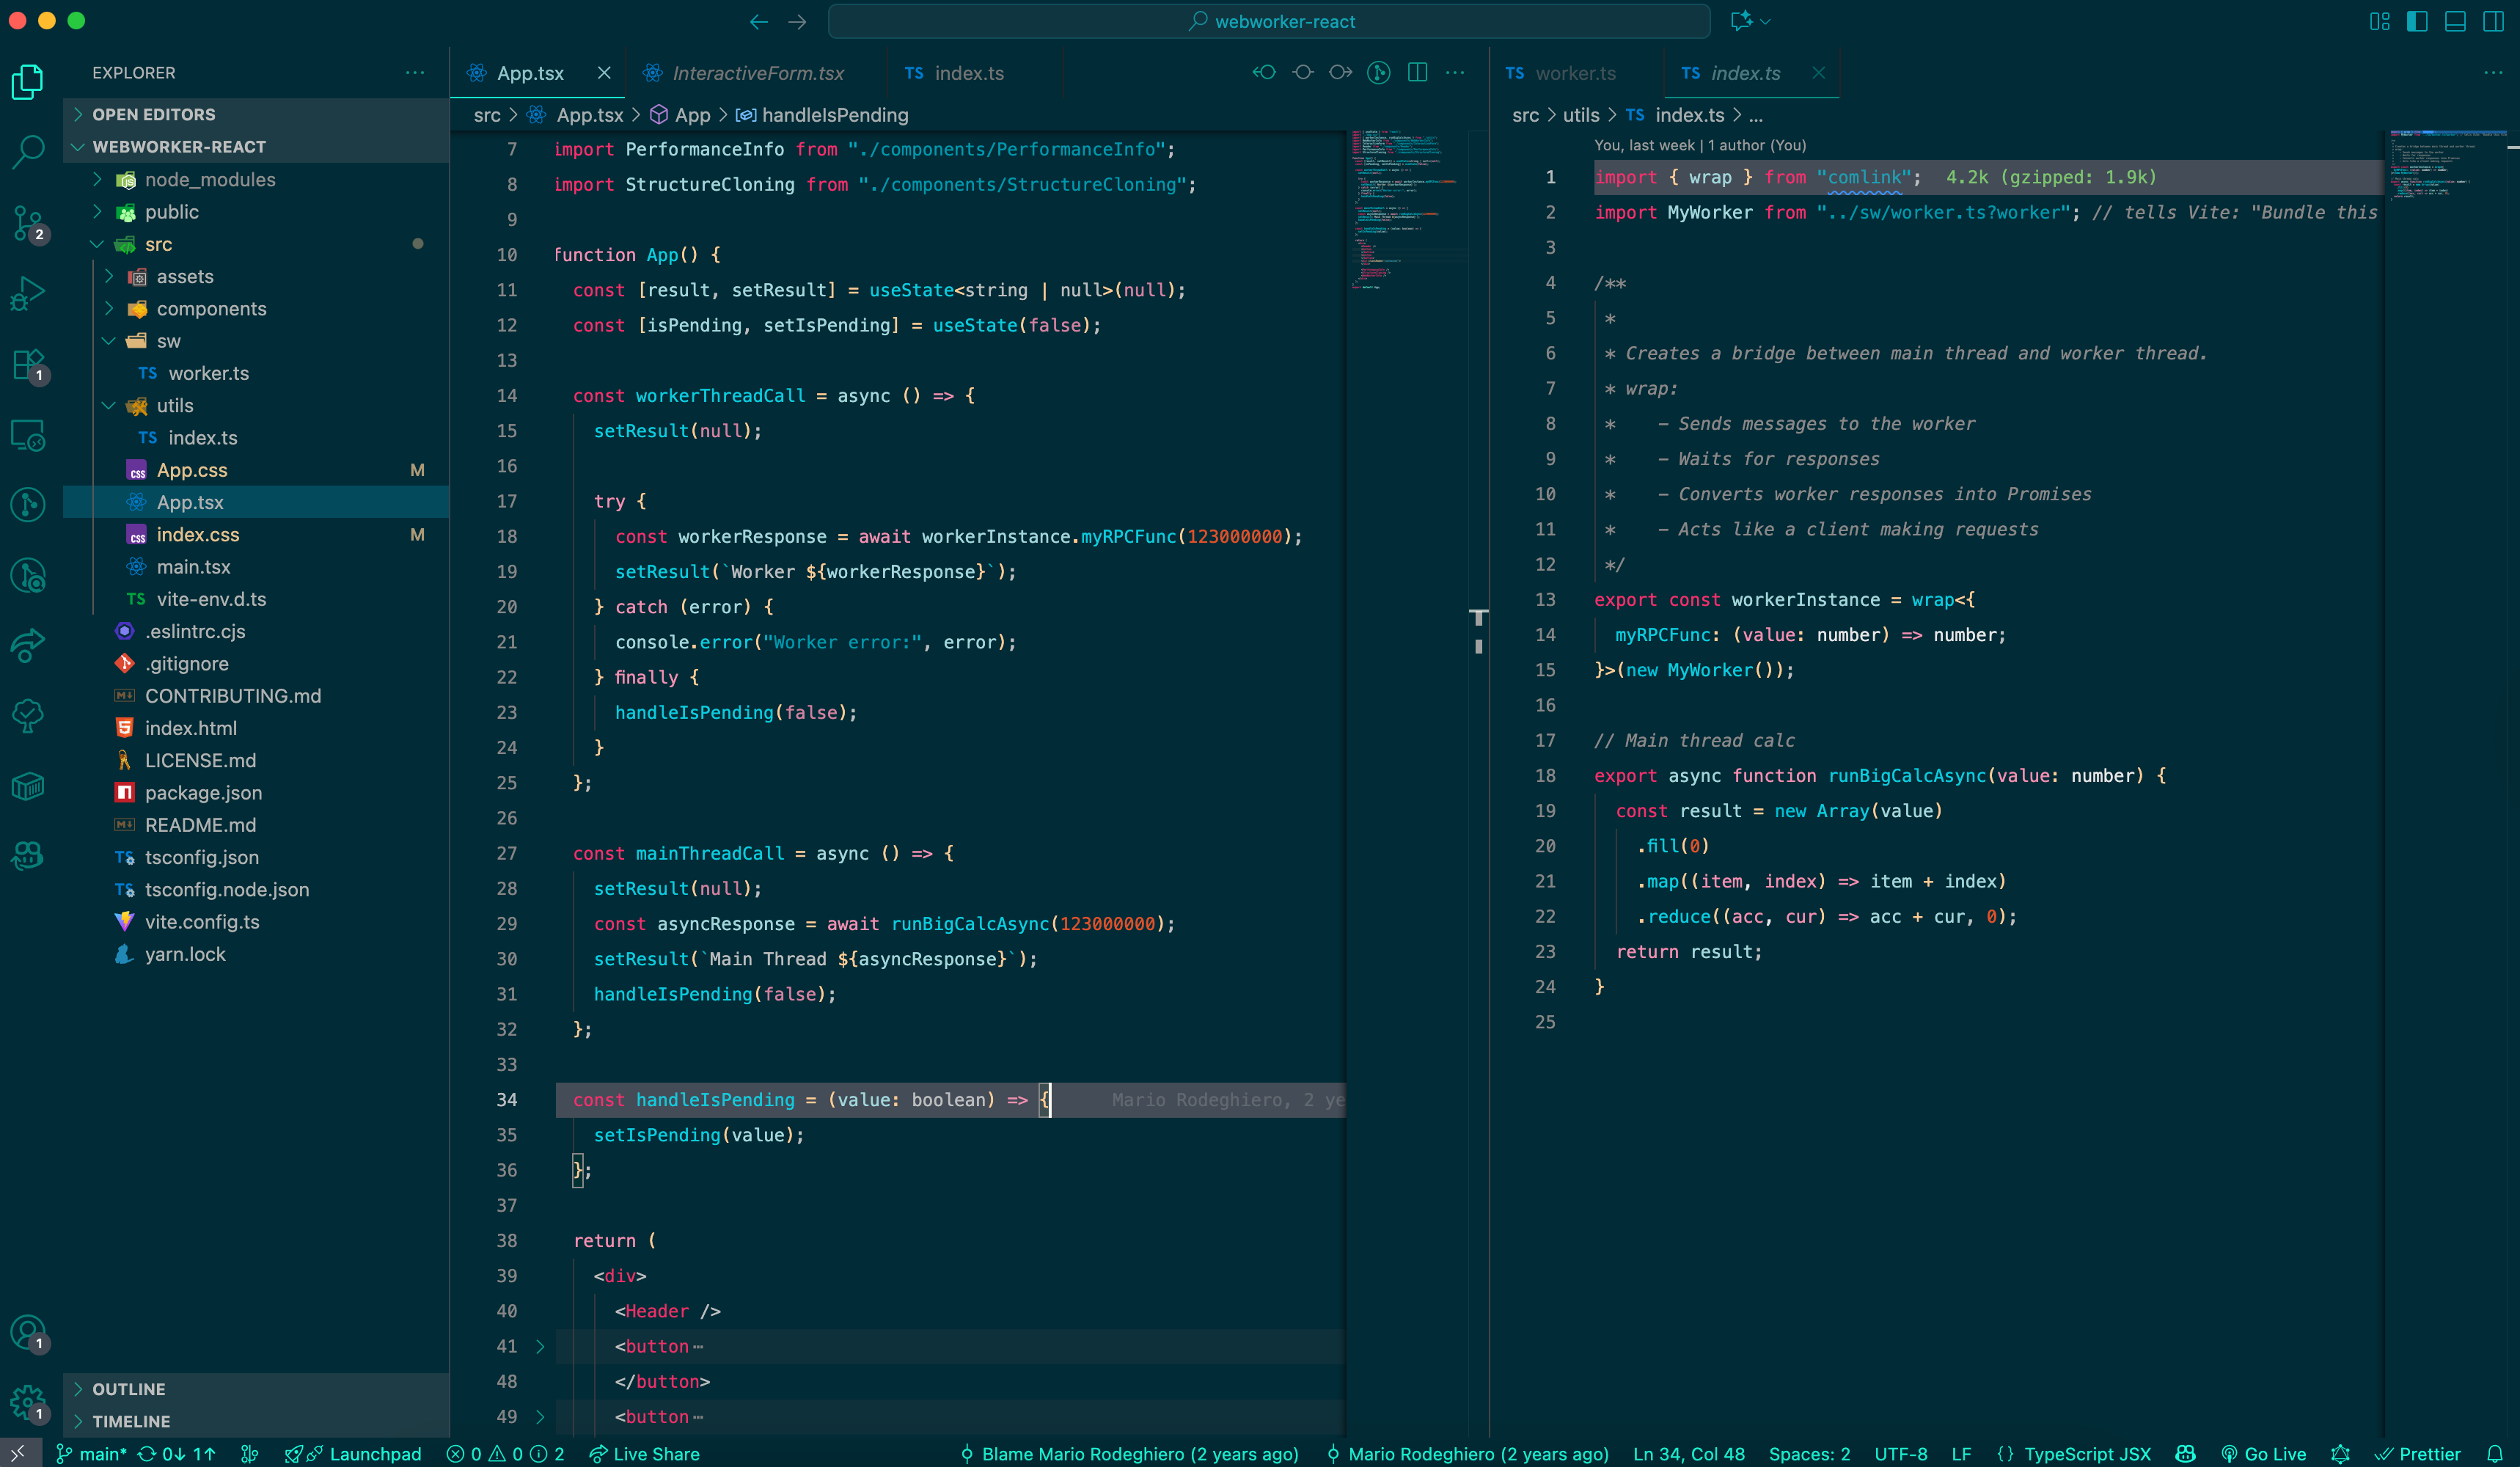 webworker-react
EXPLORER
OPEN EDITORS
WEBWORKER-REACT
node_modules
public
src
assets
components
sw
TS worker.ts
utils
TS index.ts
App.css M
App.tsx
index.css M
main.tsx
TS vite-env.d.ts
.eslintrc.cjs
.gitignore
CONTRIBUTING.md
index.html
LICENSE.md
package.json
README.md
tsconfig.json
tsconfig.node.json
vite.config.ts
yarn.lock
OUTLINE
TIMELINE
2
1
1
1
App.tsx
InteractiveForm.tsx
TS index.ts
src > App.tsx > App > handleIsPending
7 import PerformanceInfo from "./components/PerformanceInfo";
8 import StructureCloning from "./components/StructureCloning";
9
10 function App() {
11 const [result, setResult] = useState<string | null>(null);
12 const [isPending, setIsPending] = useState(false);
13
14 const workerThreadCall = async () => {
15 setResult(null);
16
17 try {
18 const workerResponse = await workerInstance.myRPCFunc(123000000);
19 setResult(`Worker ${workerResponse}`);
20 } catch (error) {
21 console.error("Worker error:", error);
22 } finally {
23 handleIsPending(false);
24 }
25 };
26
27 const mainThreadCall = async () => {
28 setResult(null);
29 const asyncResponse = await runBigCalcAsync(123000000);
30 setResult(`Main Thread ${asyncResponse}`);
31 handleIsPending(false);
32 };
33
34 const handleIsPending = (value: boolean) => { Mario Rodeghiero, 2 ye
35 setIsPending(value);
36 };
37
38 return (
39 <div>
40 <Header />
41 <button…
48 </button>
49 <button…
TS worker.ts
TS index.ts
src > utils > TS index.ts > ...
You, last week | 1 author (You)
1 import { wrap } from "comlink"; 4.2k (gzipped: 1.9k)
2 import MyWorker from "../sw/worker.ts?worker"; // tells Vite: "Bundle this
3
4 /**
5 *
6 * Creates a bridge between main thread and worker thread.
7 * wrap:
8 * - Sends messages to the worker
9 * - Waits for responses
10 * - Converts worker responses into Promises
11 * - Acts like a client making requests
12 */
13 export const workerInstance = wrap<{
14 myRPCFunc: (value: number) => number;
15 }>(new MyWorker());
16
17 // Main thread calc
18 export async function runBigCalcAsync(value: number) {
19 const result = new Array(value)
20 .fill(0)
21 .map((item, index) => item + index)
22 .reduce((acc, cur) => acc + cur, 0);
23 return result;
24 }
25
main* 0↓ 1↑ Launchpad 0 0 2 Live Share Blame Mario Rodeghiero (2 years ago) Mario Rodeghiero (2 years ago) Ln 34, Col 48 Spaces: 2 UTF-8 LF {} TypeScript JSX Go Live Prettier